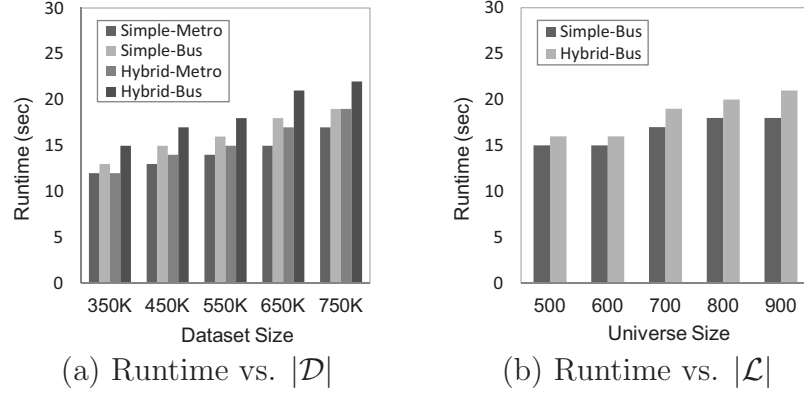 30
25
20
15
10
5
0
Runtime (sec)
Simple-Metro
Simple-Bus
Hybrid-Metro
Hybrid-Bus
350K 450K 550K 650K 750K
Dataset Size
(a) Runtime vs. |𝒟|
30
25
20
15
10
5
0
Runtime (sec)
Simple-Bus
Hybrid-Bus
500 600 700 800 900
Universe Size
(b) Runtime vs. |ℒ|